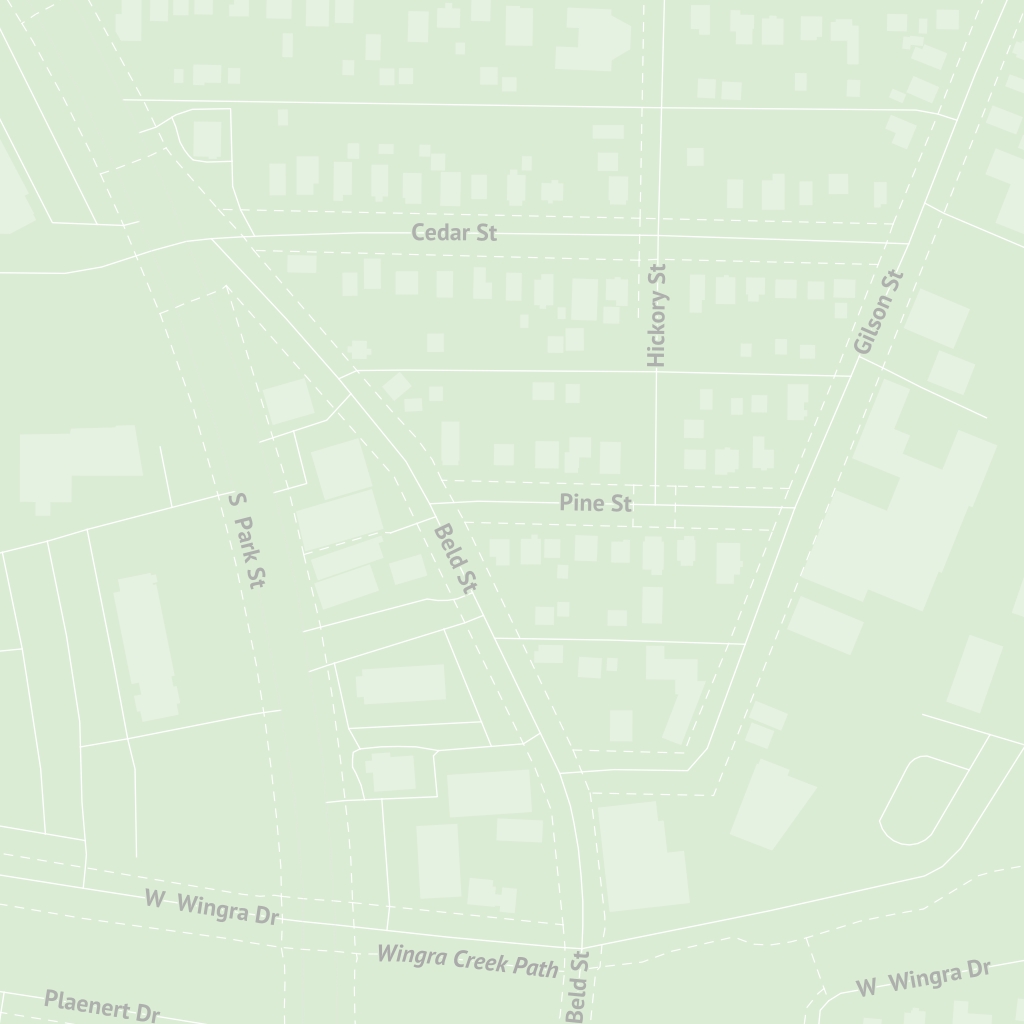 Cedar St
Hickory St
Gilson St
Pine St
S Park St
Beld St
W Wingra Dr
Wingra Creek Path
Beld St
W Wingra Dr
Plaenert Dr